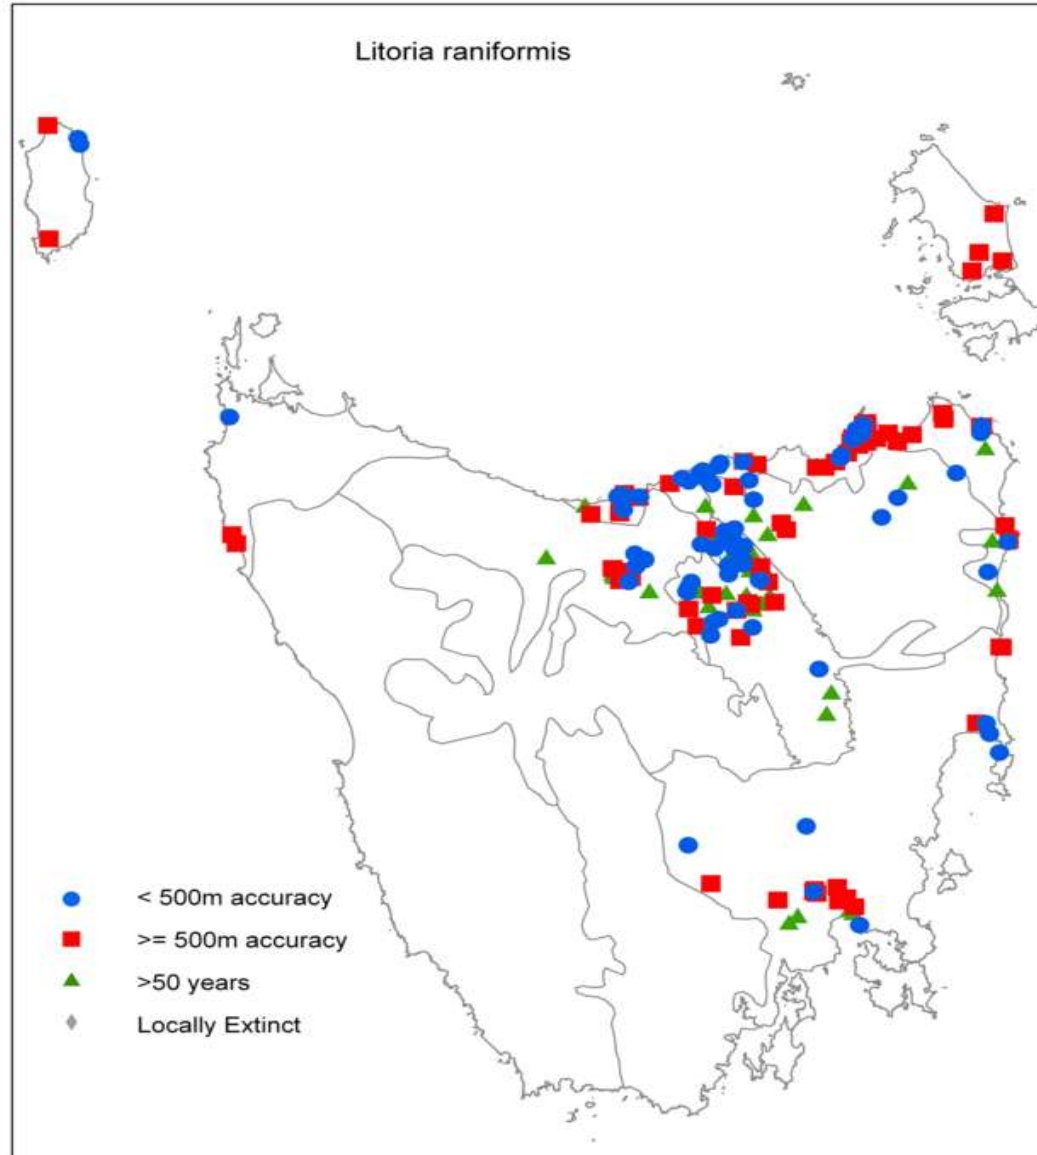 Litoria raniformis
< 500m accuracy
>= 500m accuracy
>50 years
Locally Extinct